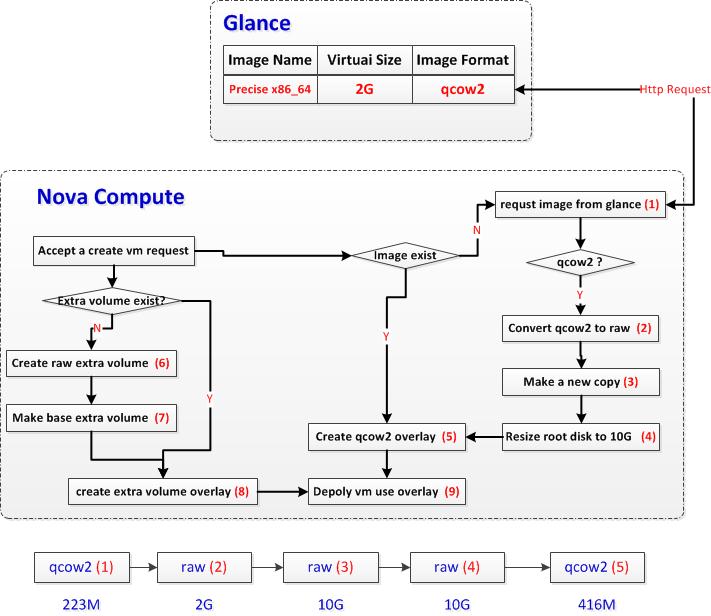 Glance
Image Name Virtuai Size Image Format
Precise x86_64 2G qcow2
Http Request
Nova Compute
requst image from glance (1)
N
Accept a create vm request
Image exist
qcow2 ?
Extra volume exist?
Y
N
Convert qcow2 to raw (2)
Y
Create raw extra volume (6)
Make a new copy (3)
Y
Make base extra volume (7)
Create qcow2 overlay (5)
Resize root disk to 10G (4)
create extra volume overlay (8)
Depoly vm use overlay (9)
qcow2 (1) raw (2) raw (3) raw (4) qcow2 (5)
223M 2G 10G 10G 416M